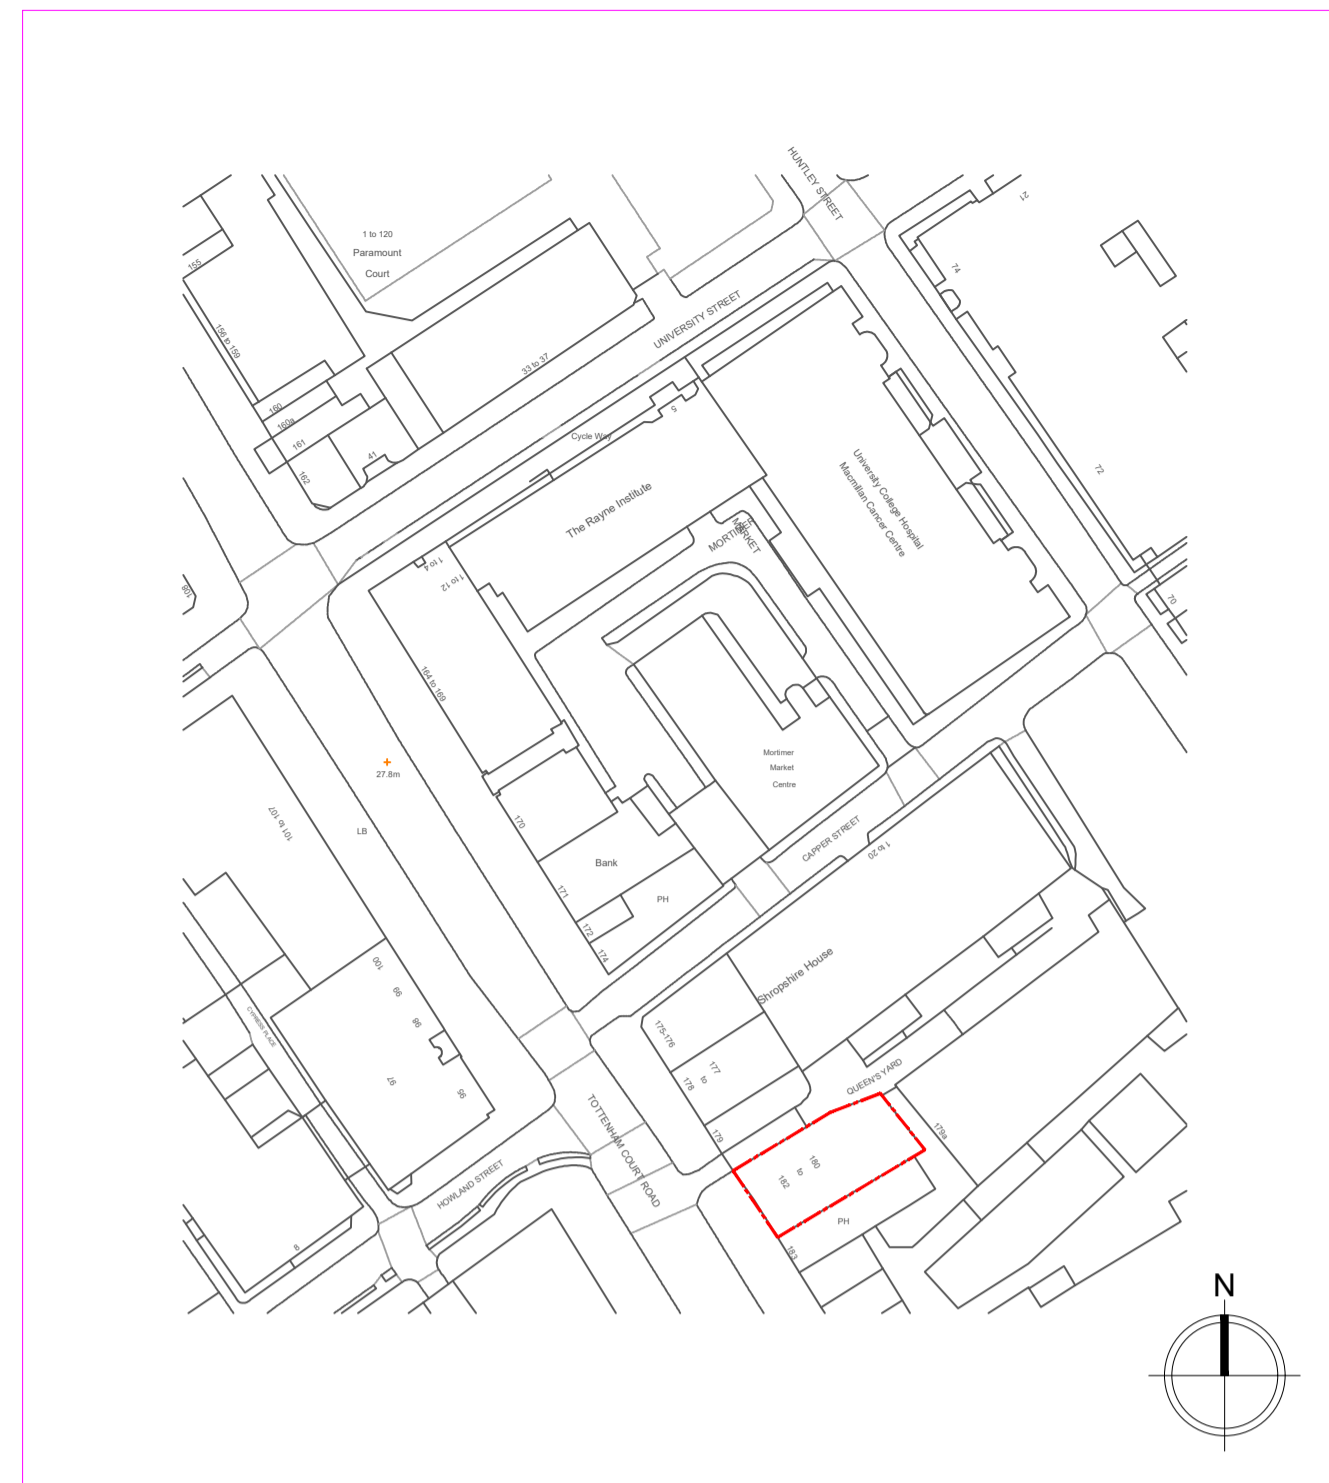 HUNTLEY STREET
21
1 to 120
Paramount
Court
155
74
156 to 159
UNIVERSITY STREET
33 to 37
160
160a
161
162
41
5
Cycle Way
72
University College Hospital
Macmillan Cancer Centre
The Rayne Institute
MORTIMER
MARKET
1 to 4
1 to 12
108
70
164 to 169
27.8m
Mortimer
Market
Centre
101 to 107
LB
170
CAPPER STREET
1 to 20
Bank
171
PH
172
174
100
99
98
Shropshire House
CYPRESS PLACE
175-176
177
to
178
97
96
QUEEN'S YARD
TOTTENHAM COURT ROAD
179
179a
180
to
182
HOWLAND STREET
PH
183
8
N